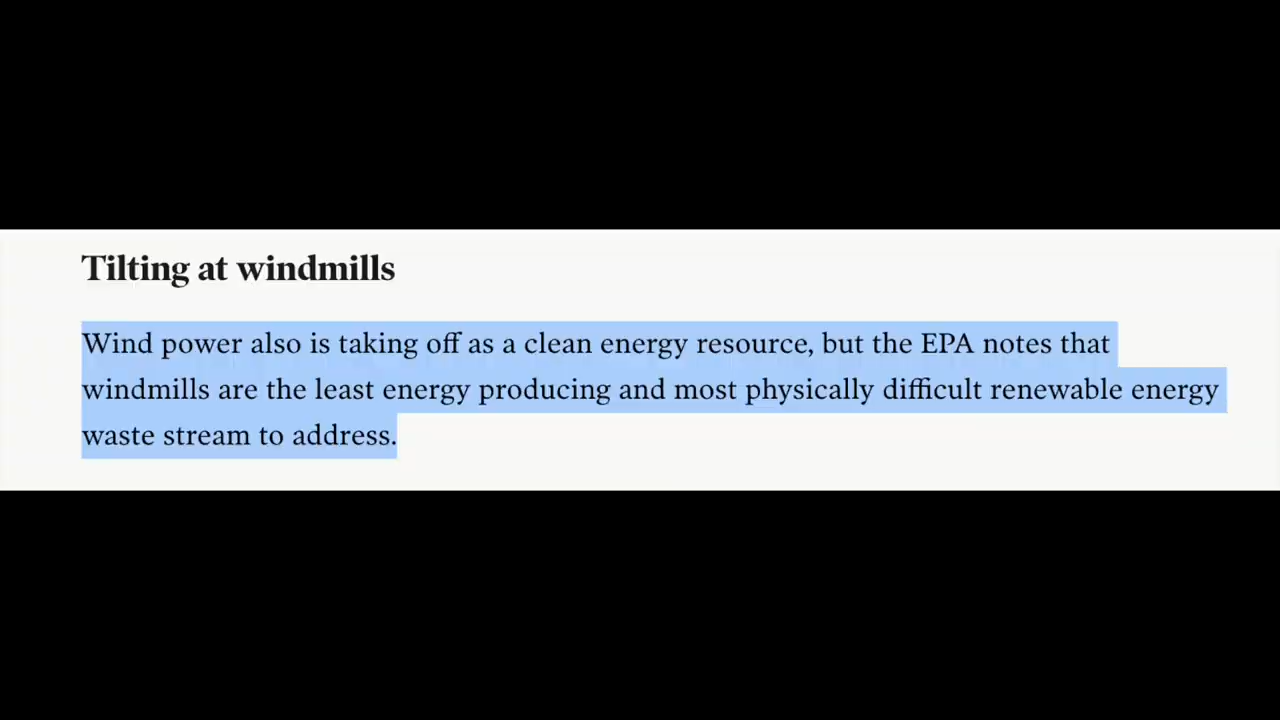 Tilting at windmills
Wind power also is taking off as a clean energy resource, but the EPA notes that
windmills are the least energy producing and most physically difficult renewable energy
waste stream to address.